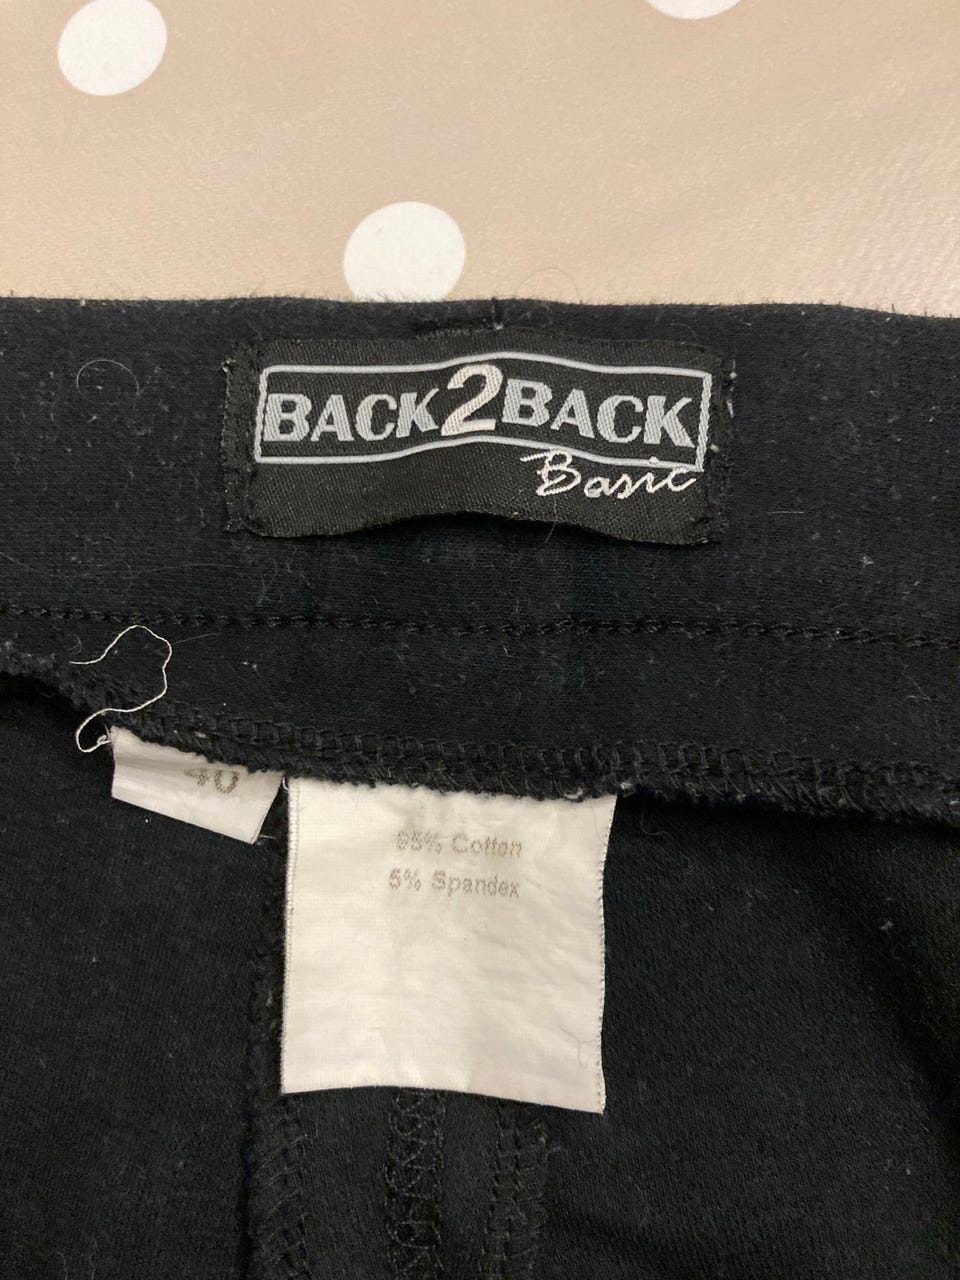 BACK2BACK
Basic
40
95% Cotton
5% Spandex